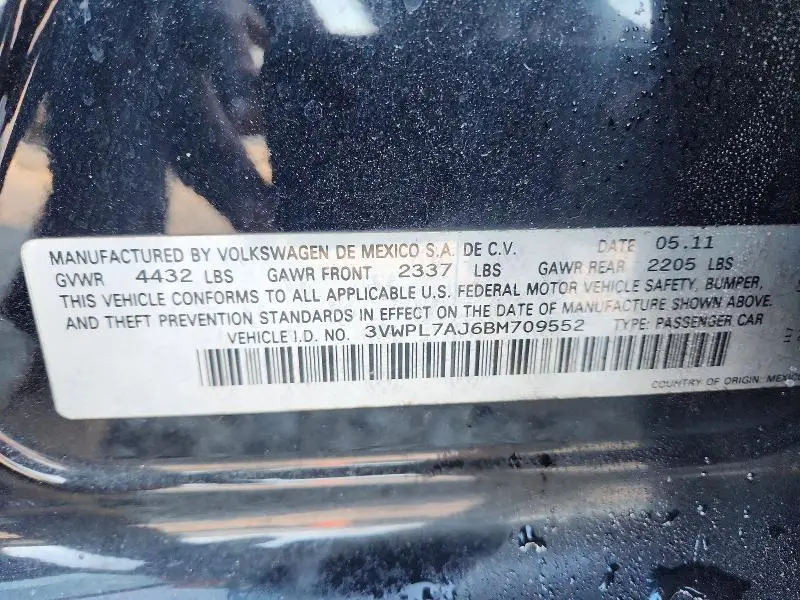 MANUFACTURED BY VOLKSWAGEN DE MEXICO S.A. DE C.V. DATE 05.11
GVWR 4432 LBS GAWR FRONT 2337 LBS GAWR REAR 2205 LBS
THIS VEHICLE CONFORMS TO ALL APPLICABLE U.S. FEDERAL MOTOR VEHICLE SAFETY, BUMPER,
AND THEFT PREVENTION STANDARDS IN EFFECT ON THE DATE OF MANUFACTURE SHOWN ABOVE.
VEHICLE I.D. NO. 3VWPL7AJ6BM709552 TYPE: PASSENGER CAR
COUNTRY OF ORIGIN: MEXICO